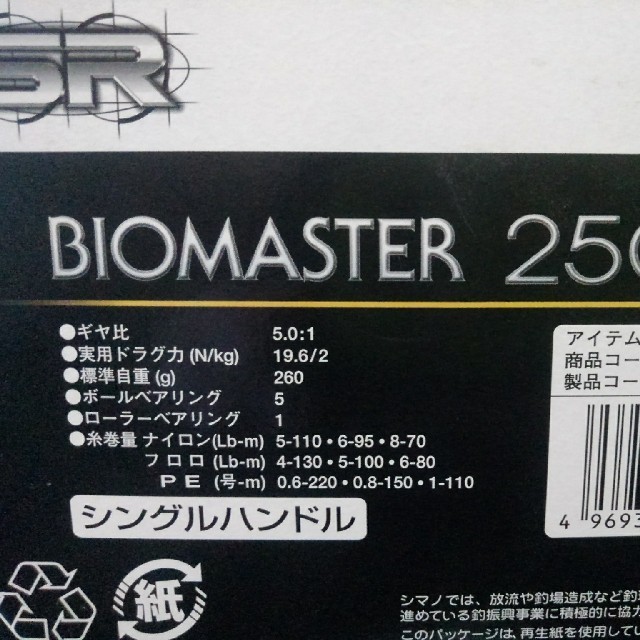 SR
BIOMASTER 250
●ギヤ比 5.0:1
●実用ドラグ力 (N/kg) 19.6/2
●標準自重 (g) 260
●ボールベアリング 5
●ローラーベアリング 1
●糸巻量 ナイロン(Lb-m) 5-110・6-95・8-70
フロロ (Lb-m) 4-130・5-100・6-80
PE (号-m) 0.6-220・0.8-150・1-110
シングルハンドル
アイテム
商品コー
製品コー
4 9693
紙
シマノでは、放流や釣場造成など釣
進めている釣振興事業に積極的に協
このパッケージは、再生紙を使用してい